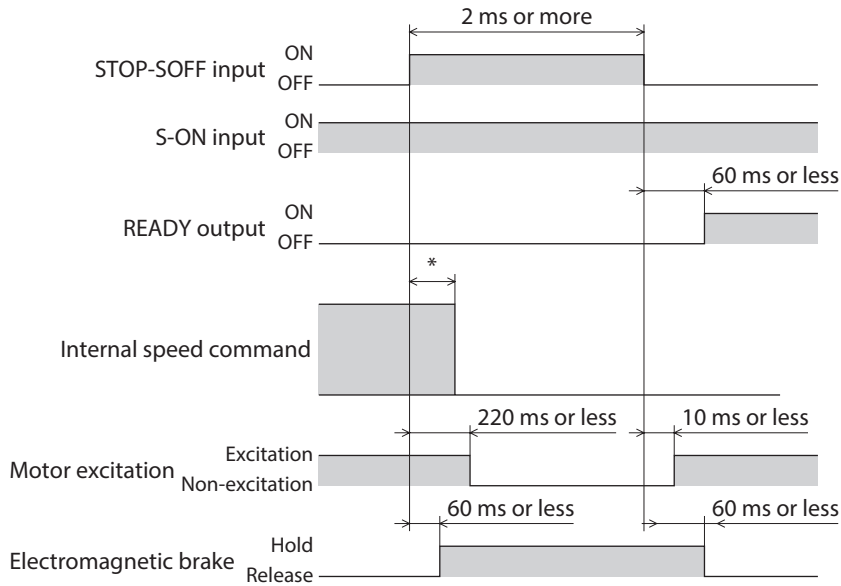 2 ms or more
STOP-SOFF input
ON
OFF
S-ON input
ON
OFF
60 ms or less
READY output
ON
OFF
*
Internal speed command
220 ms or less
10 ms or less
Motor excitation
Excitation
Non-excitation
60 ms or less
60 ms or less
Electromagnetic brake
Hold
Release